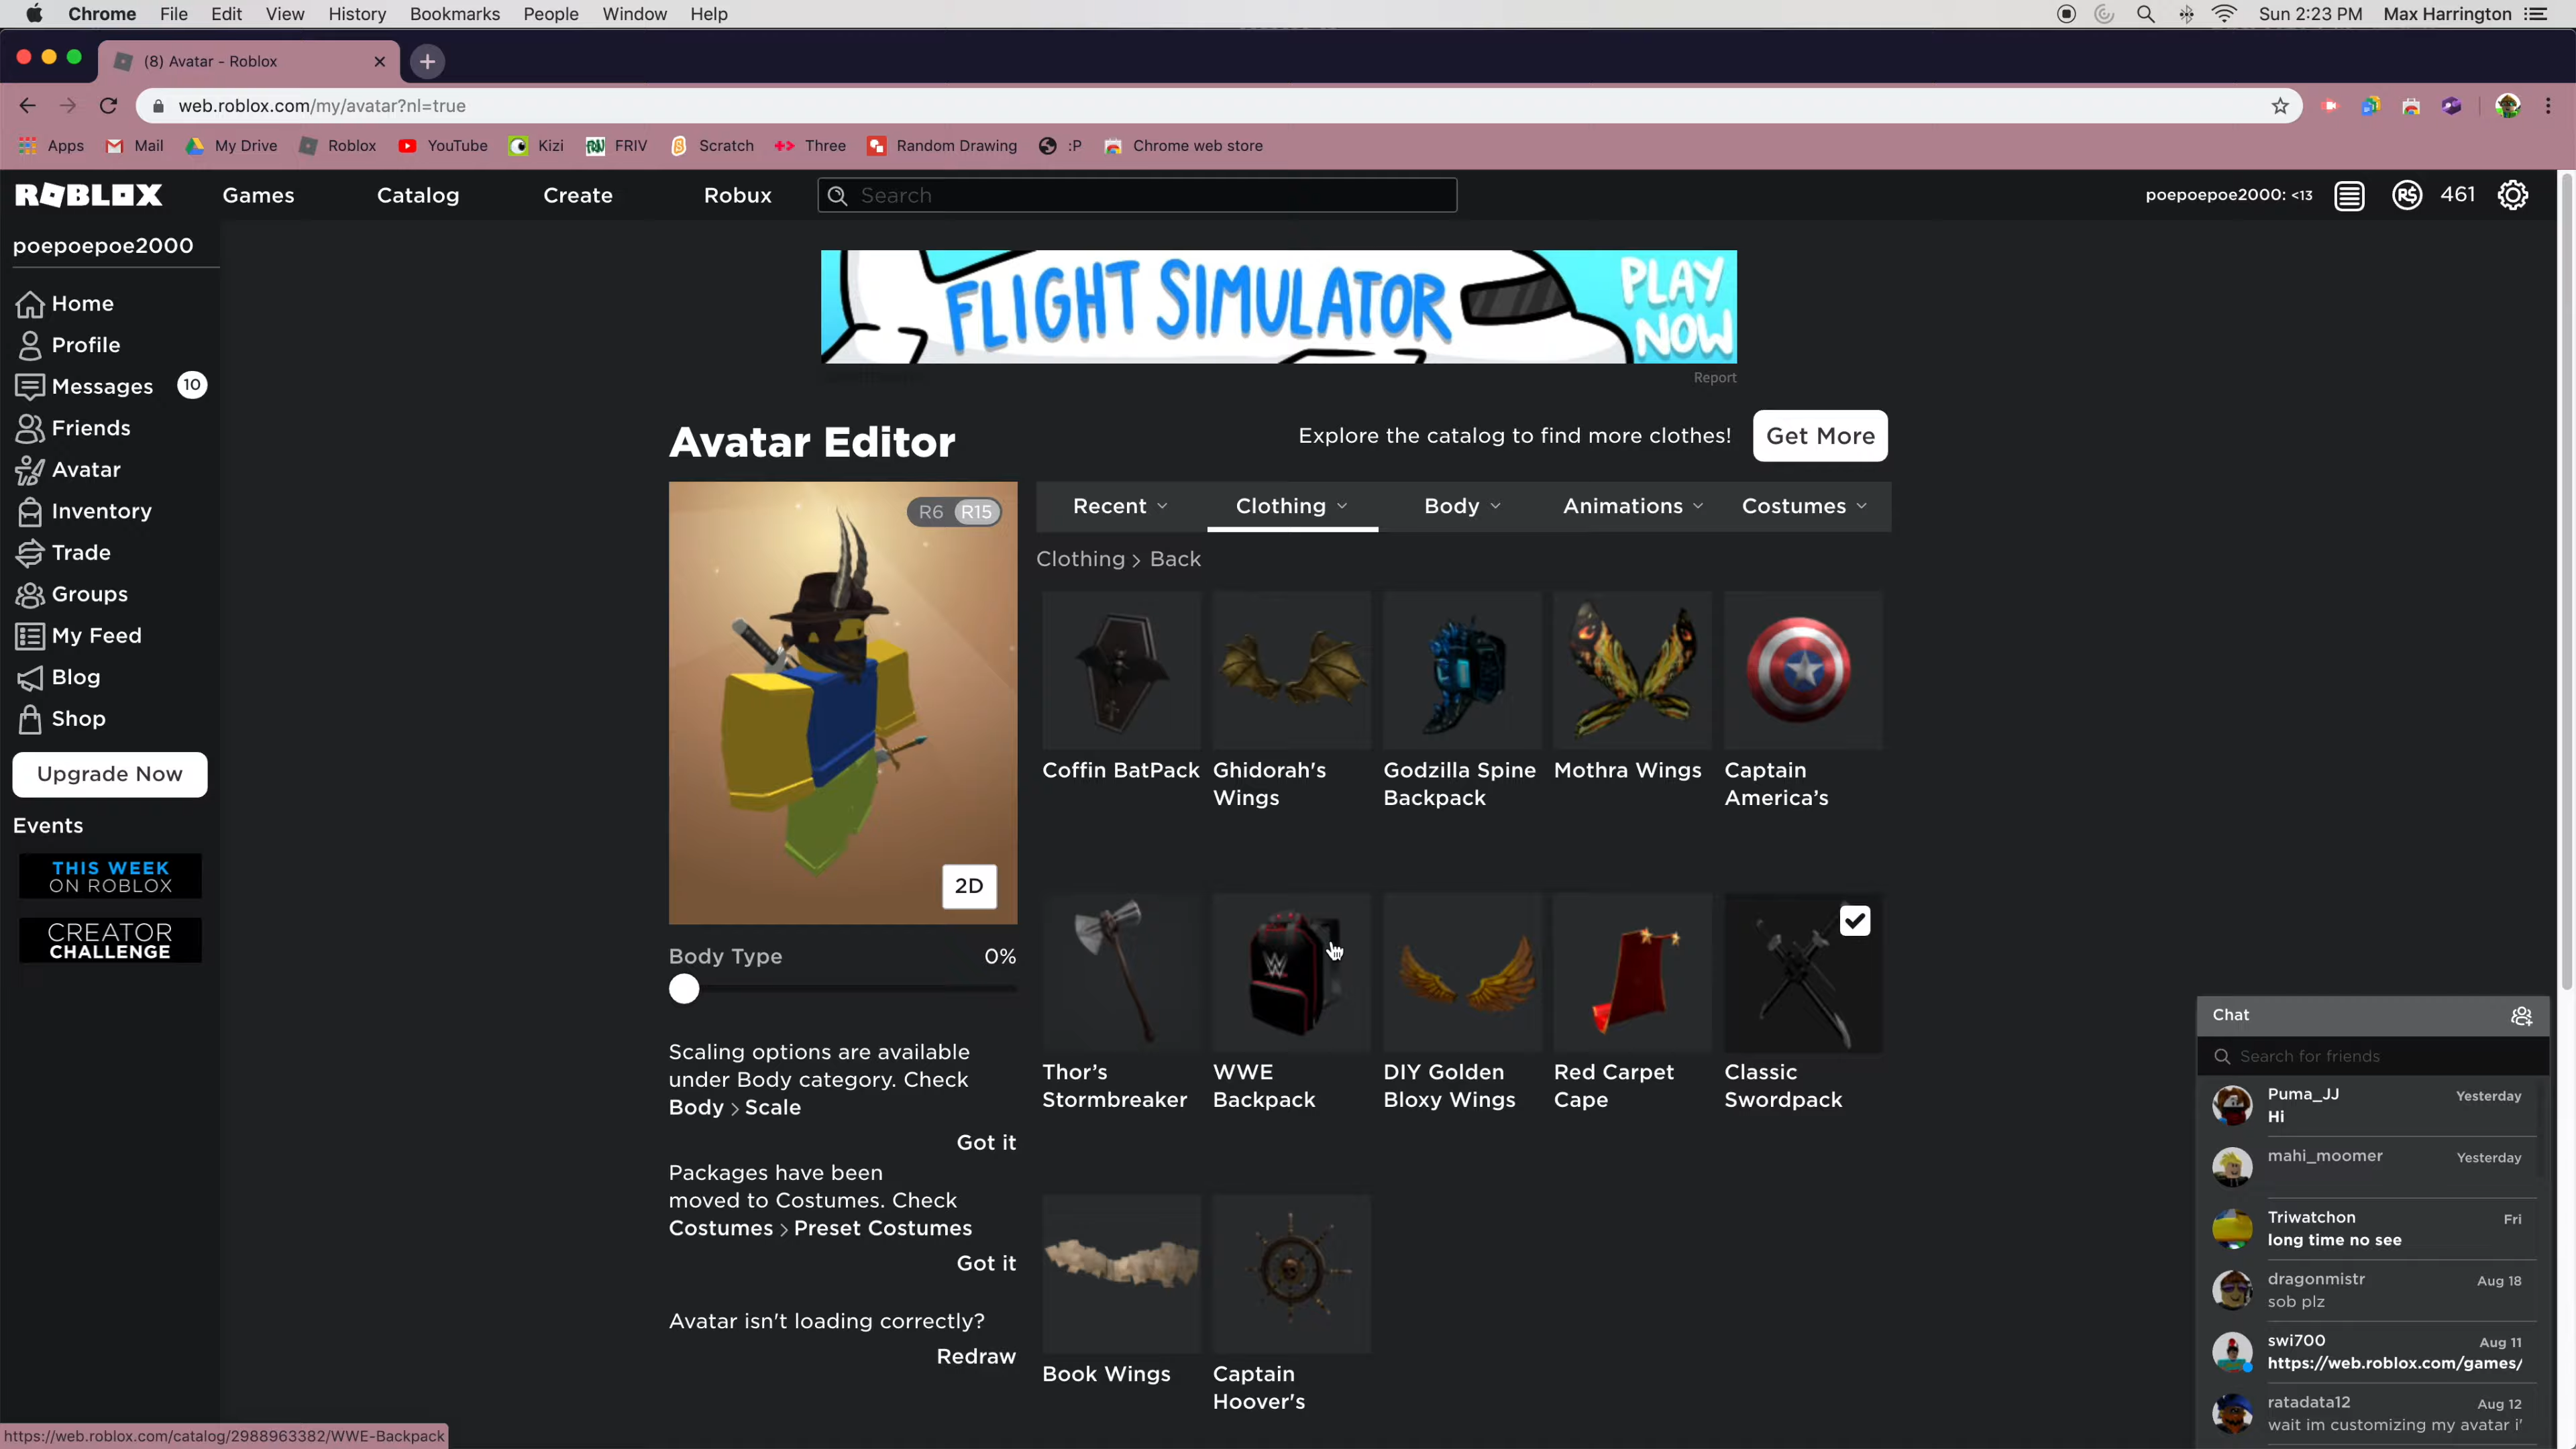 Chrome File Edit View History Bookmarks People Window Help
Sun 2:23 PM Max Harrington
(8) Avatar - Roblox
web.roblox.com/my/avatar?nl=true
Apps Mail My Drive Roblox YouTube Kizi FRIV Scratch Three Random Drawing :P Chrome web store
ROBLOX Games Catalog Create Robux Search poepoepoe2000: <13 R$ 461
poepoepoe2000
Home
Profile
Messages 10
Friends
Avatar
Inventory
Trade
Groups
My Feed
Blog
Shop
Upgrade Now
Events
THIS WEEK
ON ROBLOX
CREATOR
CHALLENGE
FLIGHT SIMULATOR
PLAY
NOW
Report
Avatar Editor
Explore the catalog to find more clothes! Get More
R6 R15
2D
Body Type 0%
Scaling options are available
under Body category. Check
Body > Scale
Got it
Packages have been
moved to Costumes. Check
Costumes > Preset Costumes
Got it
Avatar isn't loading correctly?
Redraw
Recent Clothing Body Animations Costumes
Clothing > Back
Coffin BatPack
Ghidorah's
Wings
Godzilla Spine
Backpack
Mothra Wings
Captain
America’s
W
Thor’s
Stormbreaker
WWE
Backpack
DIY Golden
Bloxy Wings
Red Carpet
Cape
Classic
Swordpack
Book Wings
Captain
Hoover's
Chat
Search for friends
Puma_JJ Yesterday
Hi
mahi_moomer Yesterday
Triwatchon Fri
long time no see
dragonmistr Aug 18
sob plz
swi700 Aug 11
https://web.roblox.com/games/
ratadata12 Aug 12
wait im customizing my avatar i'
https://web.roblox.com/catalog/2988963382/WWE-Backpack